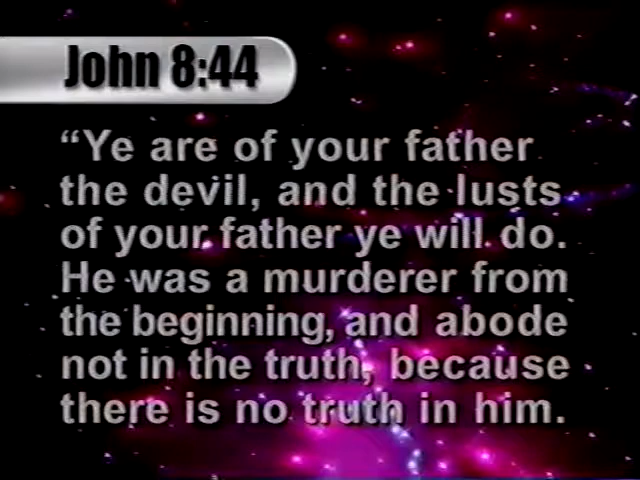 John 8:44
“Ye are of your father
the devil, and the lusts
of your father ye will do.
He was a murderer from
the beginning, and abode
not in the truth, because
there is no truth in him.